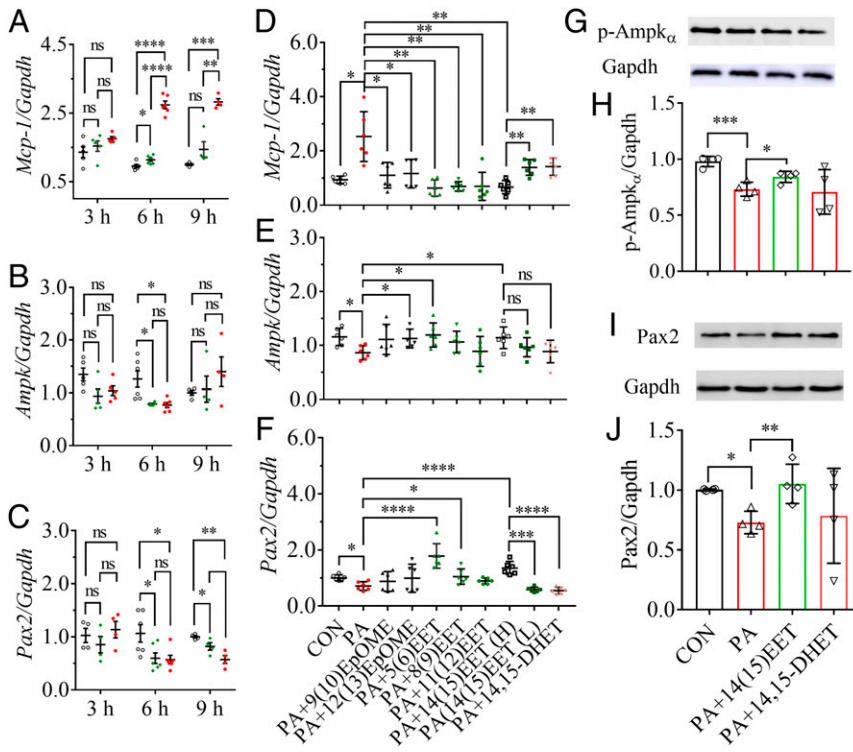 A
Mcp-1/Gapdh
4.5
2.5
0.5
ns
ns
ns
****
****
*
***
**
ns
3 h
6 h
9 h
B
Ampk/Gapdh
3.0
2.0
1.0
0.0
ns
ns
ns
*
ns
*
ns
ns
ns
3 h
6 h
9 h
C
Pax2/Gapdh
3.0
2.0
1.0
0.0
ns
ns
ns
*
ns
*
**
*
3 h
6 h
9 h
D
Mcp-1/Gapdh
6.0
4.0
2.0
0.0
**
**
**
**
*
*
*
**
**
E
Ampk/Gapdh
3.0
2.0
1.0
0.0
*
*
*
*
ns
ns
F
Pax2/Gapdh
6.0
4.0
2.0
0.0
****
*
****
*
****
***
CON
PA
PA+9(10)EpOME
PA+12(13)EpOME
PA+5(6)EET
PA+8(9)EET
PA+11(12)EET
PA+14(15)EET (H)
PA(14(15)EET (L)
PA+14,15-DHET
G
p-Ampkα
Gapdh
H
p-Ampkα/Gapdh
1.5
1.0
0.5
0.0
***
*
I
Pax2
Gapdh
J
Pax2/Gapdh
1.5
1.0
0.5
0.0
*
**
CON
PA
PA+14(15)EET
PA+14,15-DHET